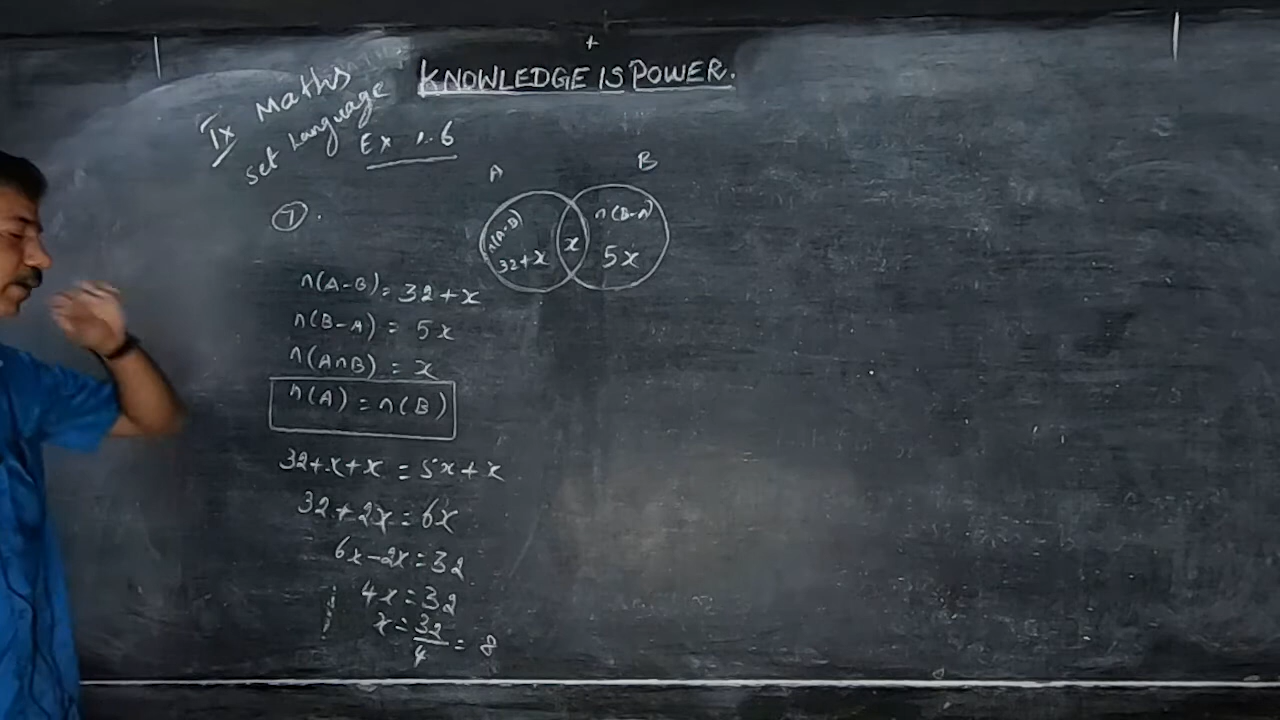 KNOWLEDGE IS POWER.
IX Maths
Set Language
Ex 1.6
7.
A B
n(A-B) n(B-A)
32+x x 5x
n(A-B) = 32+x
n(B-A) = 5x
n(A∩B) = x
n(A) = n(B)
32+x+x = 5x+x
32+2x = 6x
6x-2x = 32
4x = 32
x = 32/4 = 8